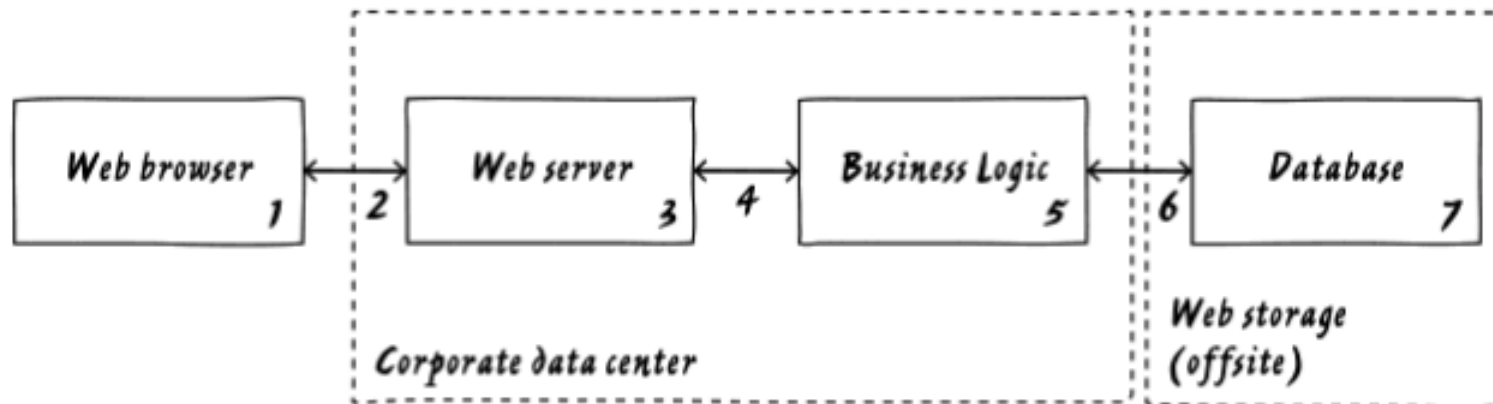 Web browser
1
2
Web server
3
4
Business Logic
5
6
Database
7
Corporate data center
Web storage
(offsite)